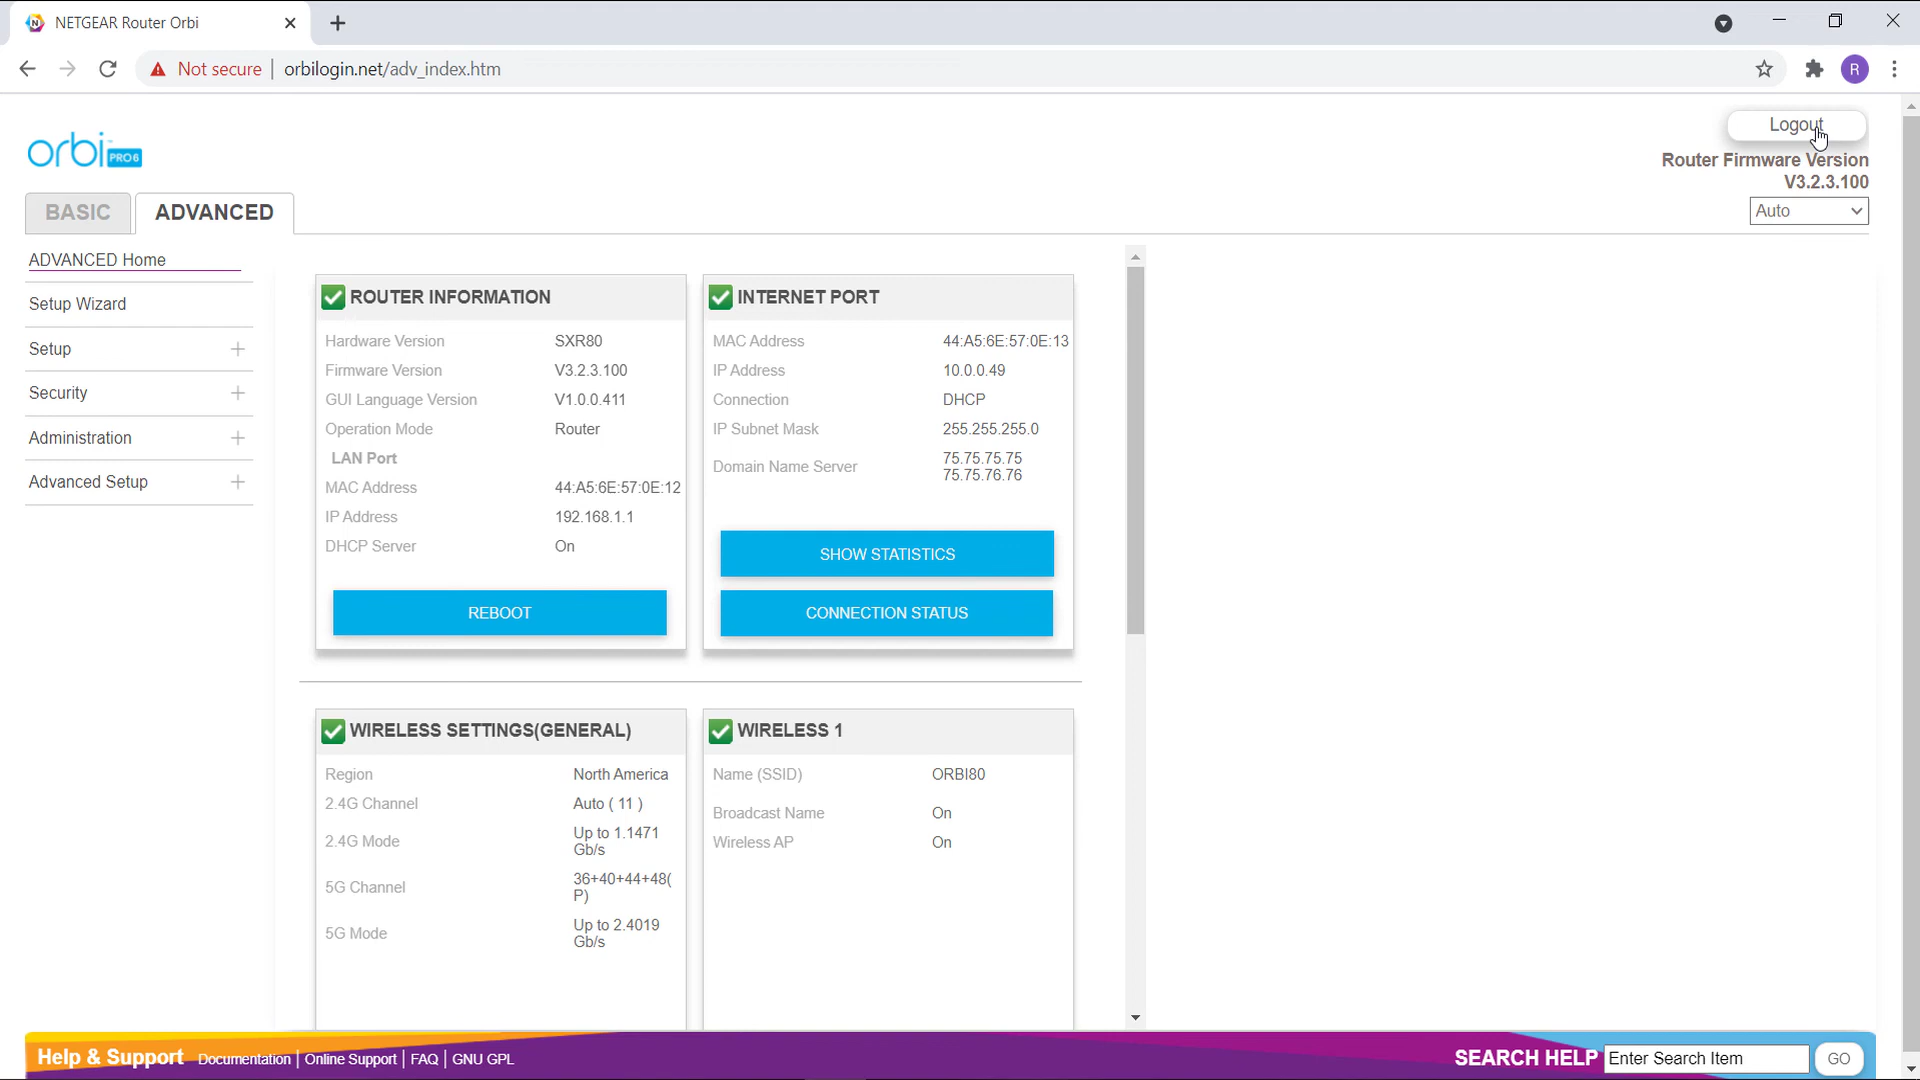 NETGEAR Router Orbi
Not secure
orbilogin.net/adv_index.htm
R
Logout
orbi PRO6
Router Firmware Version
V3.2.3.100
Auto
BASIC
ADVANCED
ADVANCED Home
Setup Wizard
Setup
Security
Administration
Advanced Setup
ROUTER INFORMATION
Hardware Version SXR80
Firmware Version V3.2.3.100
GUI Language Version V1.0.0.411
Operation Mode Router
LAN Port
MAC Address 44:A5:6E:57:0E:12
IP Address 192.168.1.1
DHCP Server On
REBOOT
INTERNET PORT
MAC Address 44:A5:6E:57:0E:13
IP Address 10.0.0.49
Connection DHCP
IP Subnet Mask 255.255.255.0
Domain Name Server 75.75.75.75
75.75.76.76
SHOW STATISTICS
CONNECTION STATUS
WIRELESS SETTINGS(GENERAL)
Region North America
2.4G Channel Auto ( 11 )
2.4G Mode Up to 1.1471
Gb/s
5G Channel 36+40+44+48(
P)
5G Mode Up to 2.4019
Gb/s
WIRELESS 1
Name (SSID) ORBI80
Broadcast Name On
Wireless AP On
Help & Support Documentation | Online Support | FAQ | GNU GPL
SEARCH HELP Enter Search Item GO